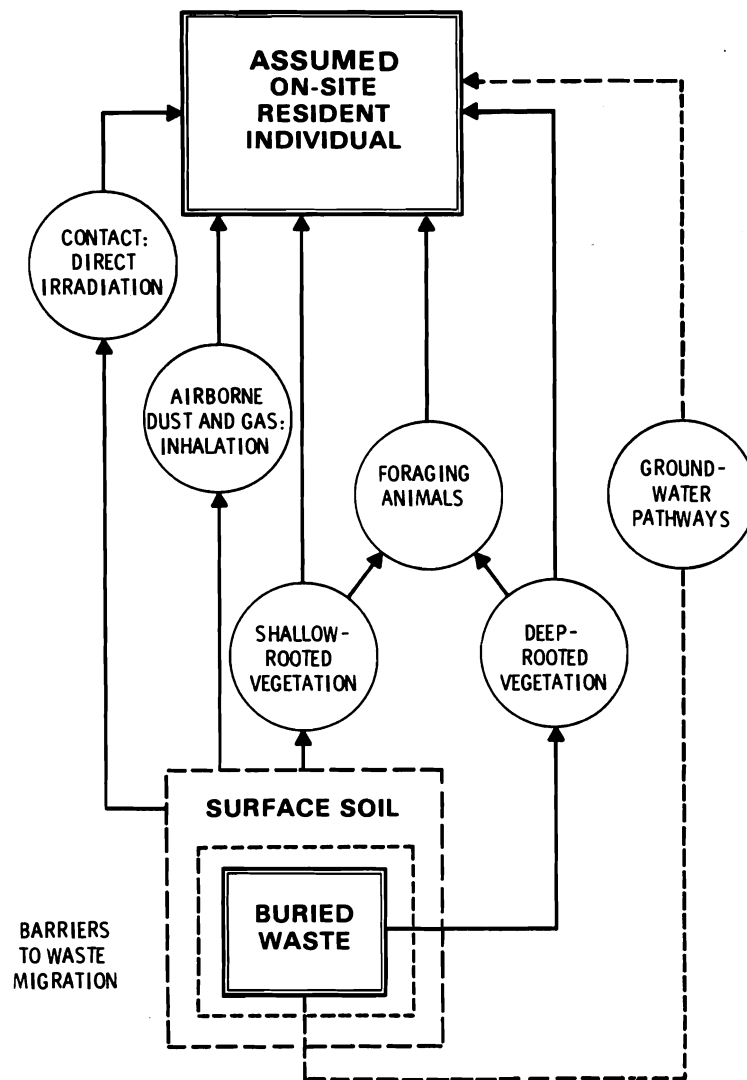 ASSUMED
ON-SITE
RESIDENT
INDIVIDUAL
CONTACT:
DIRECT
IRRADIATION
AIRBORNE
DUST AND GAS:
INHALATION
FORAGING
ANIMALS
GROUND-
WATER
PATHWAYS
SHALLOW-
ROOTED
VEGETATION
DEEP-
ROOTED
VEGETATION
SURFACE SOIL
BURIED
WASTE
BARRIERS
TO WASTE
MIGRATION